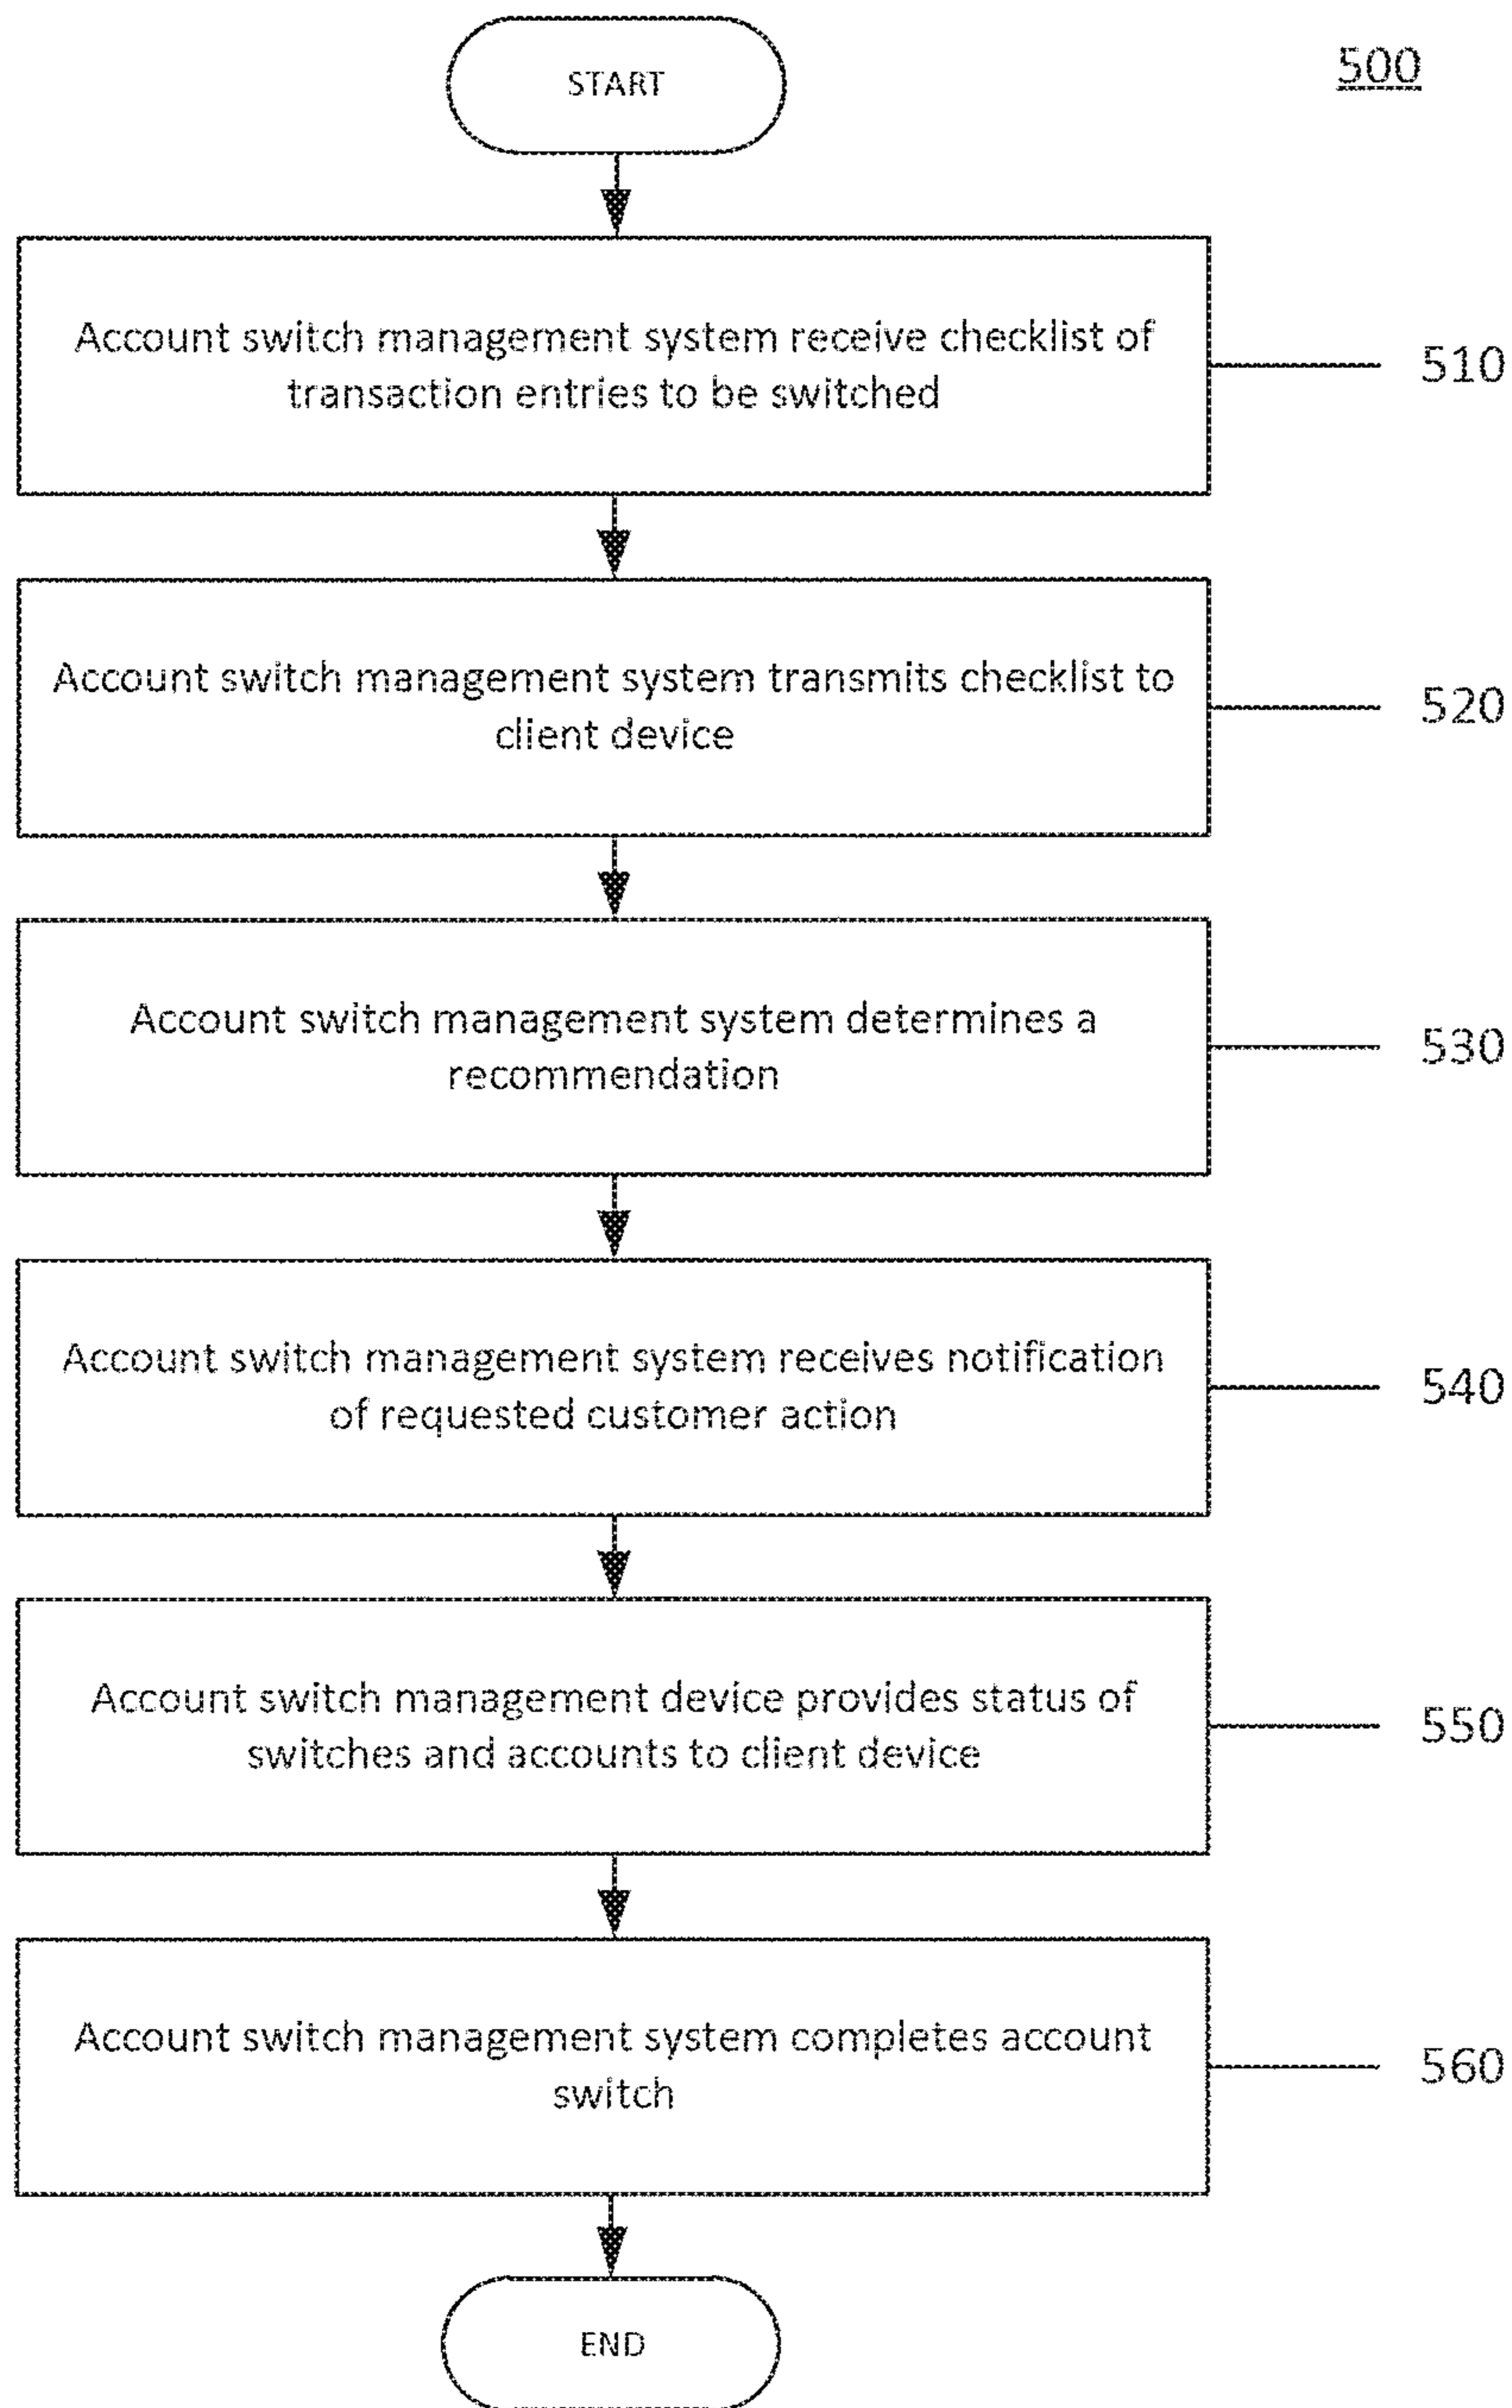 START
500
Account switch management system receive checklist of
transaction entries to be switched
510
Account switch management system transmits checklist to
client device
520
Account switch management system determines a
recommendation
530
Account switch management system receives notification
of requested customer action
540
Account switch management device provides status of
switches and accounts to client device
550
Account switch management system completes account
switch
560
END